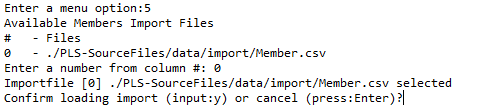 Enter a menu option:5
Available Members Import Files
#   - Files
0   - ./PLS-SourceFiles/data/import/Member.csv
Enter a number from column #: 0
Importfile [0] ./PLS-SourceFiles/data/import/Member.csv selected
Confirm loading import (input:y) or cancel (press:Enter)?